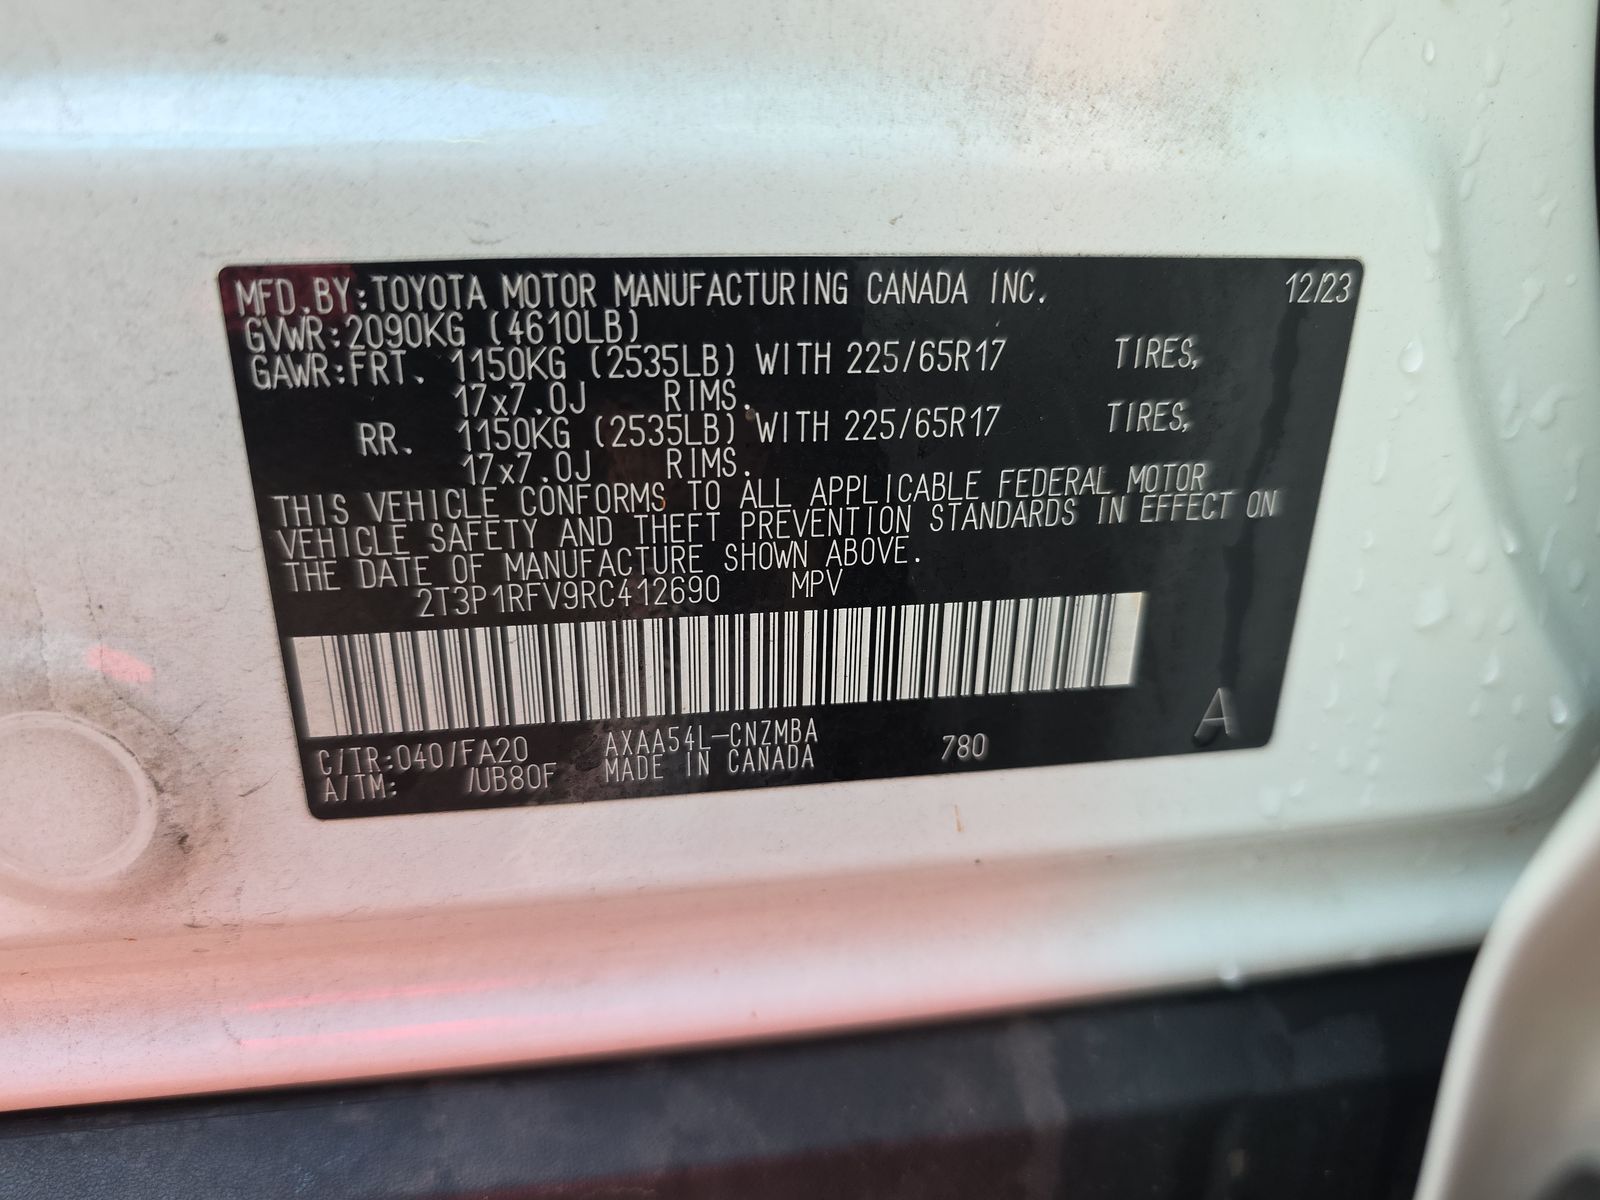 MFD.BY:TOYOTA MOTOR MANUFACTURING CANADA INC. 12/23
GVWR:2090KG (4610LB)
GAWR:FRT. 1150KG (2535LB) WITH 225/65R17 TIRES,
17x7.0J RIMS.
RR. 1150KG (2535LB) WITH 225/65R17 TIRES,
17x7.0J RIMS.
THIS VEHICLE CONFORMS TO ALL APPLICABLE FEDERAL MOTOR
VEHICLE SAFETY AND THEFT PREVENTION STANDARDS IN EFFECT ON
THE DATE OF MANUFACTURE SHOWN ABOVE.
2T3P1RFV9RC412690 MPV
C/TR:040/FA20 AXAA54L-CNZMBA 780 A
A/TM: /UB80F MADE IN CANADA